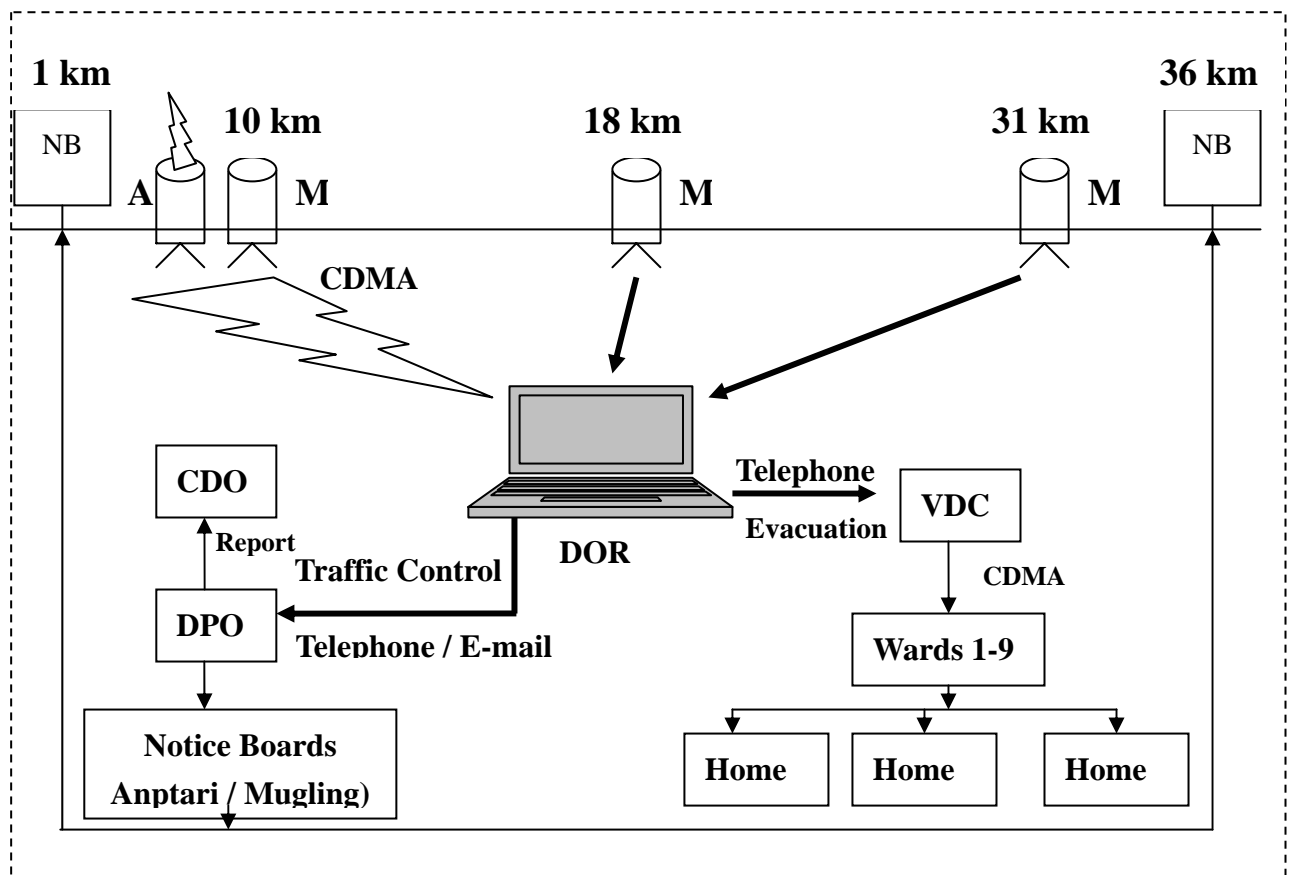 1 km
36 km
10 km
18 km
31 km
NB
NB
A
M
M
M
CDMA
CDO
Telephone
VDC
Report
Evacuation
DOR
Traffic Control
CDMA
DPO
Telephone / E-mail
Wards 1-9
Notice Boards
Anptari / Mugling)
Home
Home
Home